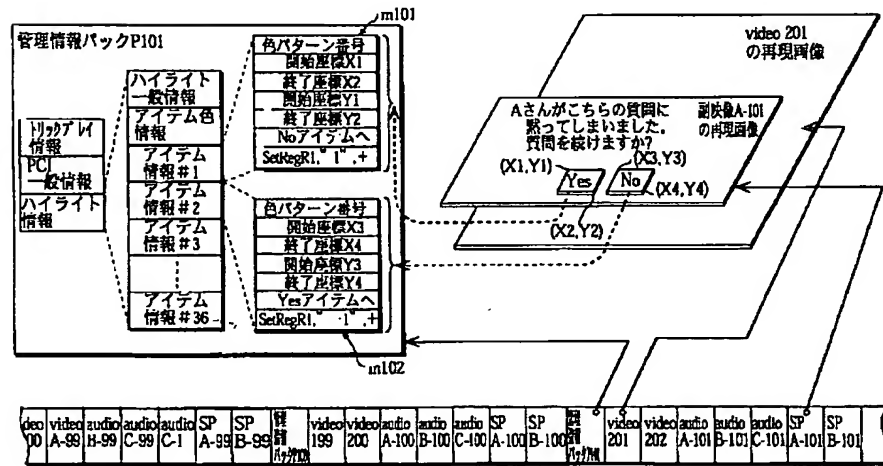 m101
管理情報パックP101
トリックプレイ
情報
PCI
一般情報
ハイライト
情報
ハイライト
一般情報
アイテム色
情報
アイテム
情報#1
アイテム
情報#2
アイテム
情報#3
アイテム
情報#36
色パターン番号
開始座標X1
終了座標X2
開始座標Y1
終了座標Y2
Noアイテムへ
SetRegR1,"1",+
色パターン番号
開始座標X3
終了座標X4
開始座標Y3
終了座標Y4
Yesアイテムへ
SetRegR1,"-1",+
m102
video 201
の再現画像
Aさんがこちらの質問に
黙ってしまいました。
質問を続けますか?
副映像A-101
の再現画像
(X1,Y1)
(X3,Y3)
Yes
No
(X4,Y4)
(X2,Y2)
deo 00
video A-99
audio B-99
audio C-99
audio C-1
SP A-99
SP B-99
video 199
video 200
audio A-100
audio B-100
audio C-100
SP A-100
SP B-100
video 201
video 202
audio A-101
audio B-101
audio C-101
SP A-101
SP B-101